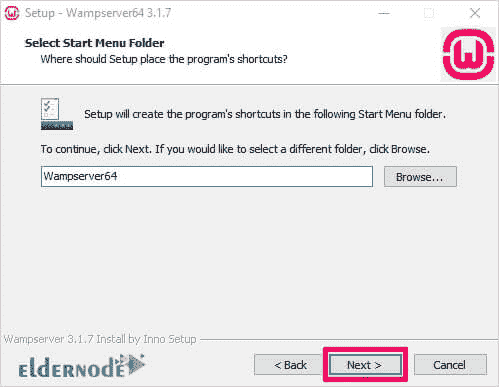 Setup - Wampserver64 3.1.7
Select Start Menu Folder
Where should Setup place the program's shortcuts?
W
Setup will create the program's shortcuts in the following Start Menu folder.
To continue, click Next. If you would like to select a different folder, click Browse.
Wampserver64
Browse...
Wampserver 3.1.7 Install by Inno Setup
eldernode
< Back
Next >
Cancel